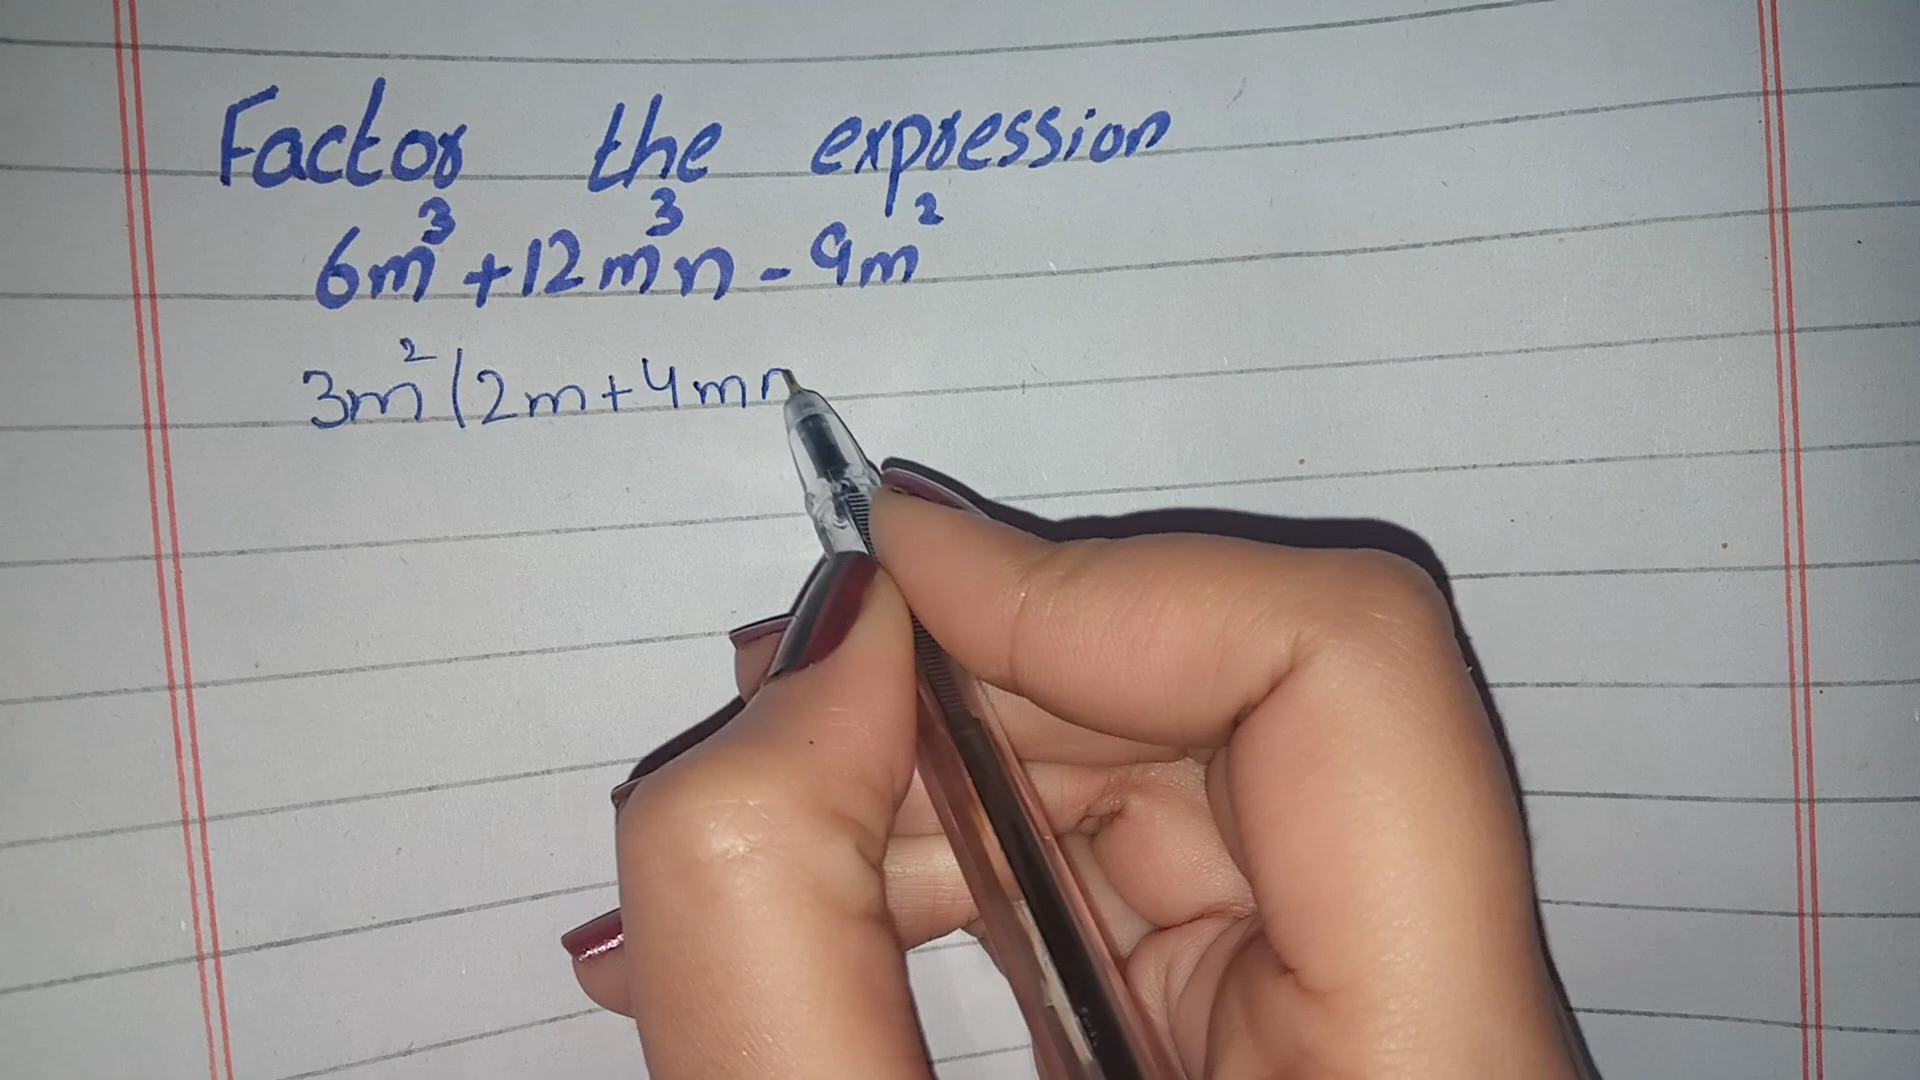 Factor the expression
6m³+12m³n-9m²
3m²(2m+4mn